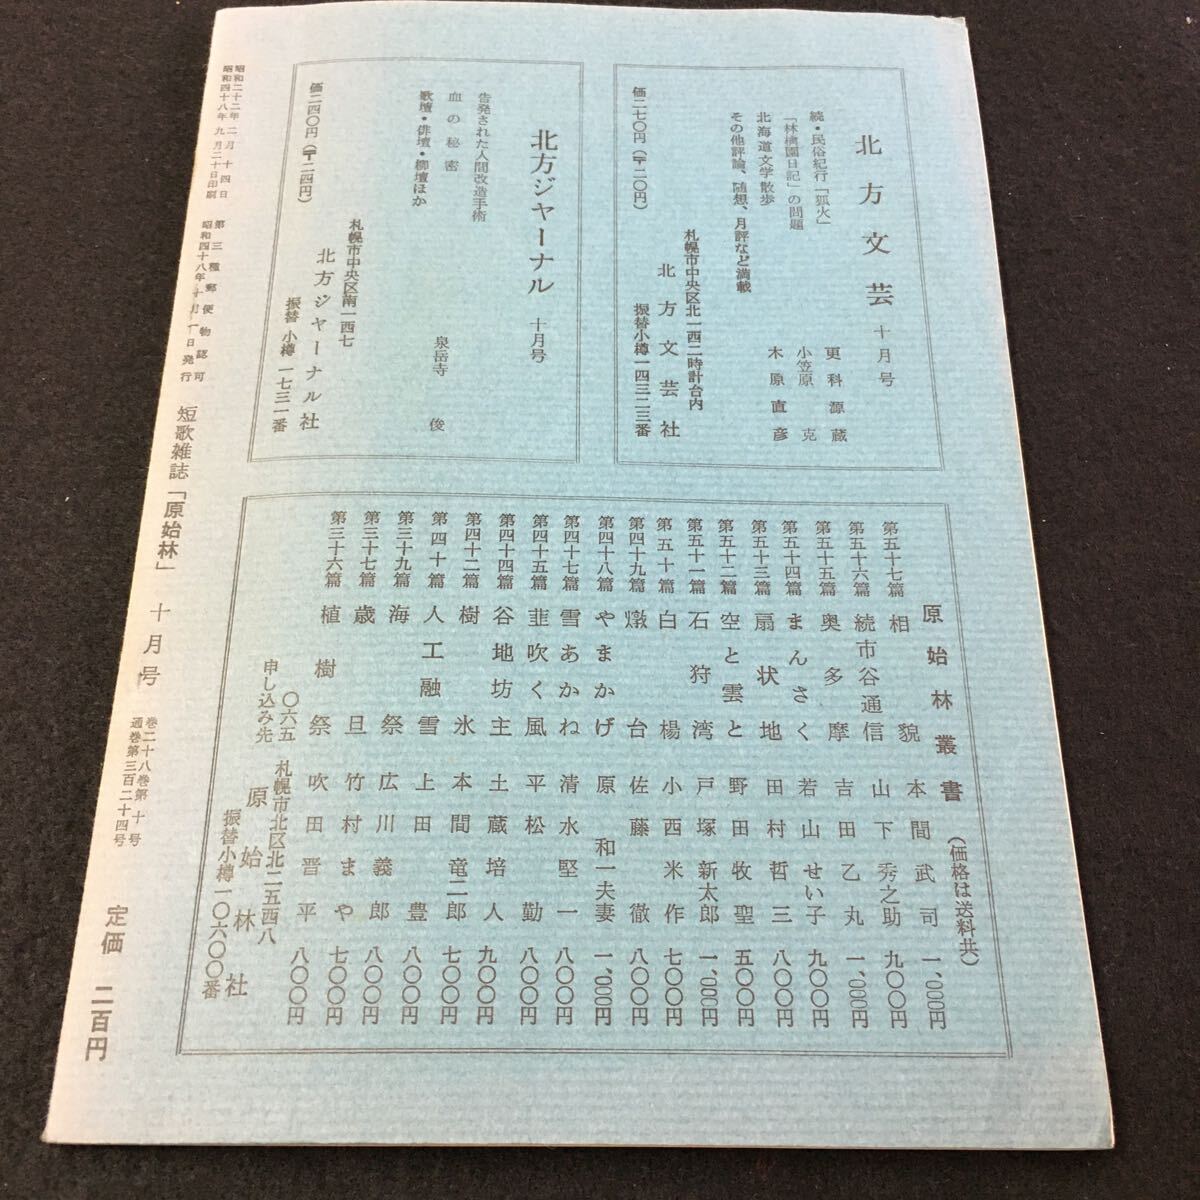 北方文芸 十月号
続・民俗紀行「狐火」 更科源蔵
「林檎園日記」の問題 小笠原克
北海道文学散歩 木原直彦
その他評論、随想、月評など満載
札幌市中央区北一西二時計台内
北方文芸社
振替小樽一四三二三番
価二七〇円(〒二〇円)
北方ジャーナル 十月号
告発された人間改造手術
血の秘密 泉岳寺俊
歌壇・俳壇・柳壇ほか
札幌市中央区南一西七
北方ジャーナル社
振替小樽一七三一番
価二四〇円(〒二四円)
原始林叢書 (価格は送料共)
第五十七篇 相貌 本間武司 一、〇〇〇円
第五十六篇 続市谷通信 山下秀之助 九〇〇円
第五十五篇 奥多摩 吉田乙丸 一、〇〇〇円
第五十四篇 まんさく 若山せい子 九〇〇円
第五十三篇 扇状地 田村哲三 八〇〇円
第五十二篇 空と雲と 野田牧聖 五〇〇円
第五十一篇 石狩湾 戸塚新太郎 一、〇〇〇円
第五十篇 白楊 小西米作 七〇〇円
第四十九篇 燉台 佐藤徹 八〇〇円
第四十八篇 やまかげ 原和一夫妻 一、〇〇〇円
第四十七篇 雪あかね 清水堅一 八〇〇円
第四十五篇 韮吹く風 平松勤 八〇〇円
第四十四篇 谷地坊主 土蔵培人 九〇〇円
第四十二篇 樹氷 本間竜二郎 七〇〇円
第四十篇 人工融雪 上田豊 八〇〇円
第三十九篇 海祭 広川義郎 八〇〇円
第三十七篇 歳旦 竹村まや 七〇〇円
第三十六篇 植樹祭 吹田晋平 八〇〇円
申し込み先
〇六五 札幌市北区北二五西八
原始林社
振替小樽一〇六〇〇番
昭和二十二年二月十四日 第三種郵便物認可
昭和四十八年九月二十日印刷 昭和四十八年十月一日発行
短歌雑誌「原始林」 十月号
巻二十八巻第十号
通巻第三百二十四号
定価 二百円